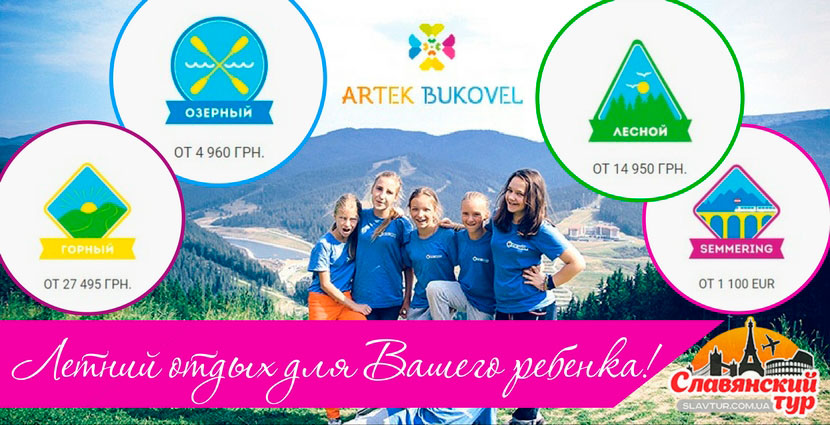 ARTEK BUKOVEL
ОЗЕРНЫЙ
ОТ 4 960 ГРН.
ЛЕСНОЙ
ОТ 14 950 ГРН.
ГОРНЫЙ
ОТ 27 495 ГРН.
SEMMERING
ОТ 1 100 EUR
Летний отдых для Вашего ребенка!
Славянский
тур
SLAVTUR.COM.UA